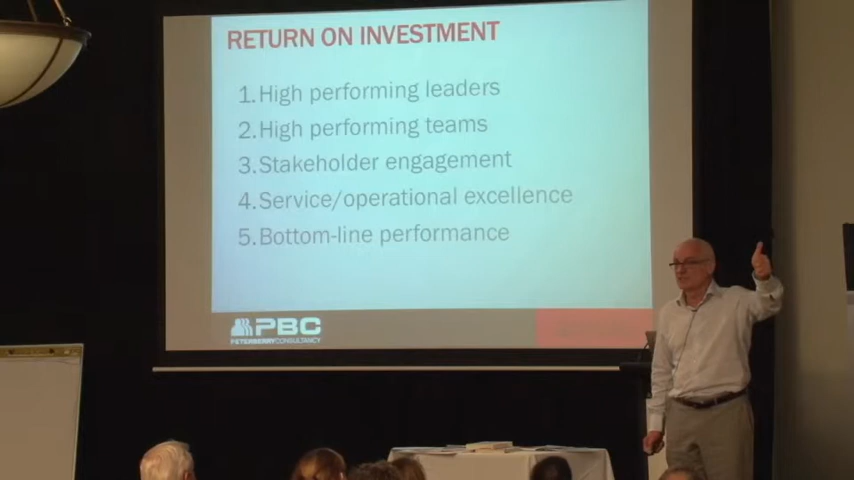 RETURN ON INVESTMENT
1. High performing leaders
2. High performing teams
3. Stakeholder engagement
4. Service/operational excellence
5. Bottom-line performance
PBC
PETERBERRYCONSULTANCY